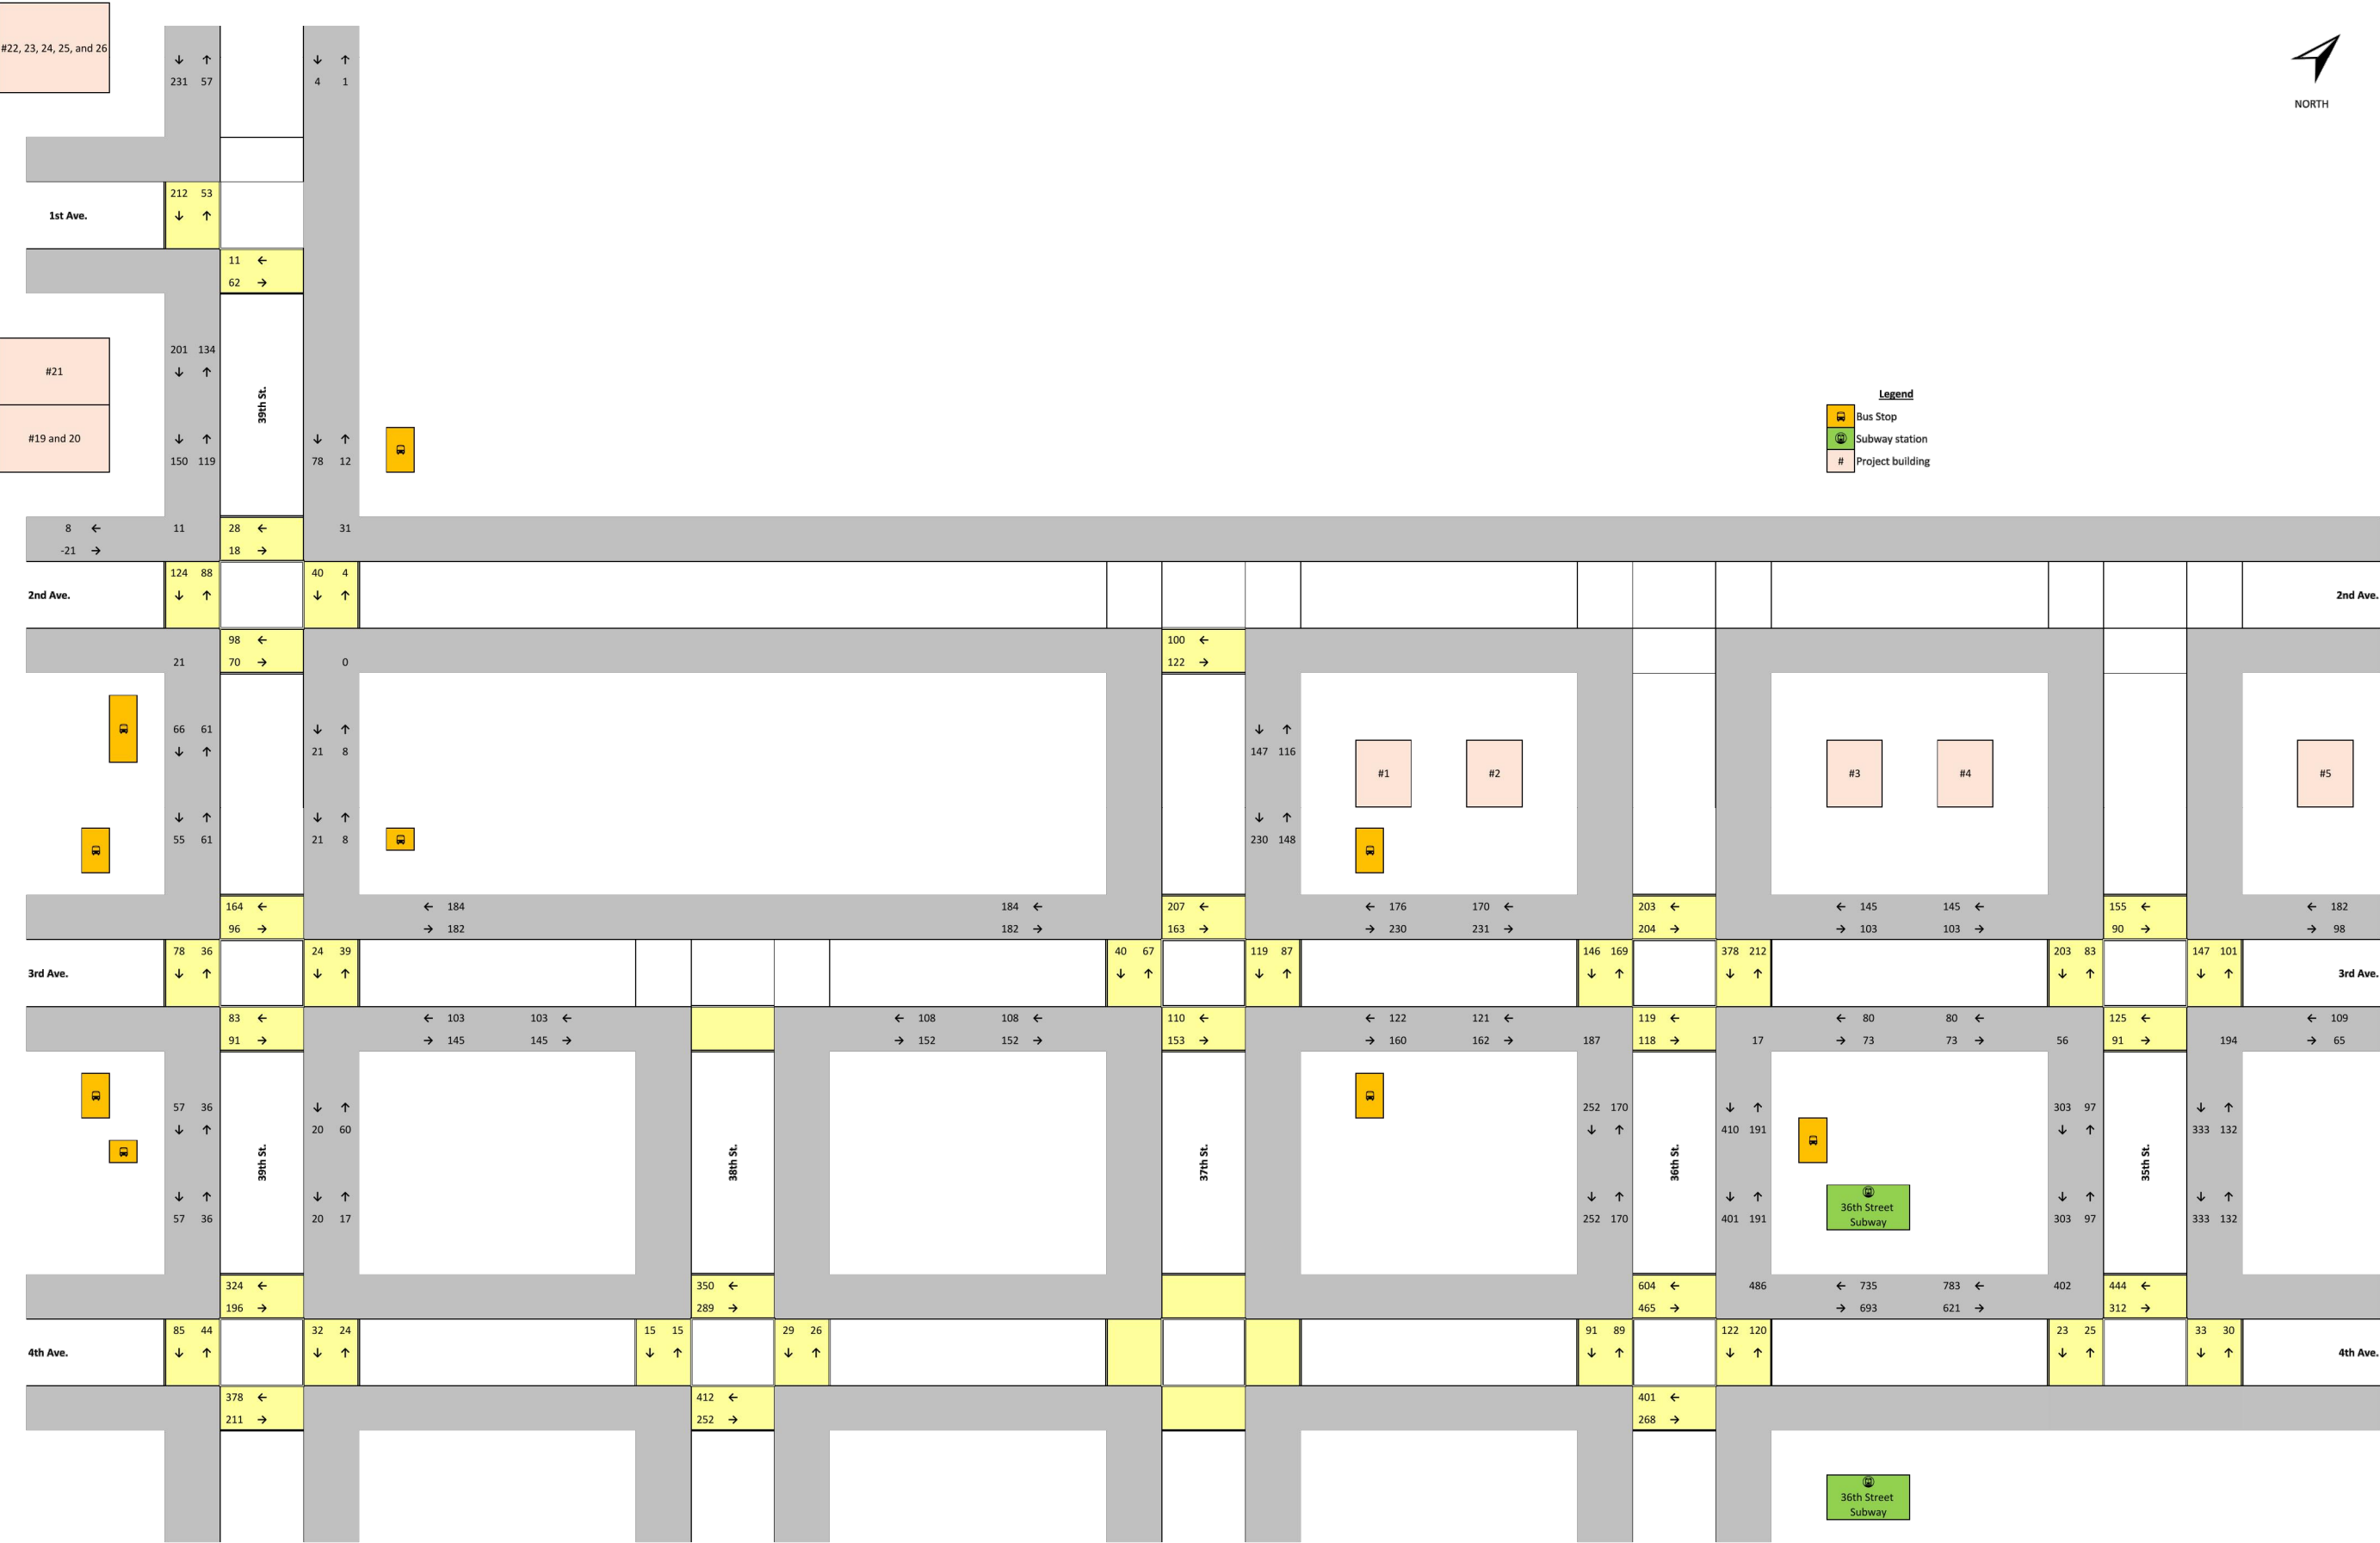 #22, 23, 24, 25, and 26
↓ ↑ ↓ ↑
231 57 4 1
NORTH
212 53
1st Ave. ↓ ↑
11 ←
62 →
201 134
#21 ↓ ↑
39th St.
Legend
Bus Stop
#19 and 20 ↓ ↑ ↓ ↑ Subway station
150 119 78 12 # Project building
8 ← 11 28 ← 31
-21 → 18 →
124 88 40 4
2nd Ave. ↓ ↑ ↓ ↑ 2nd Ave.
98 ← 100 ←
21 70 → 0 122 →
66 61 ↓ ↑ ↓ ↑
↓ ↑ 21 8 147 116
#1 #2 #3 #4 #5
↓ ↑ ↓ ↑ ↓ ↑
55 61 21 8 230 148
164 ← ← 184 184 ← 207 ← ← 176 170 ← 203 ← ← 145 145 ← 155 ← ← 182
96 → → 182 182 → 163 → → 230 231 → 204 → → 103 103 → 90 → → 98
78 36 24 39 40 67 119 87 146 169 378 212 203 83 147 101
3rd Ave. ↓ ↑ ↓ ↑ ↓ ↑ ↓ ↑ ↓ ↑ ↓ ↑ ↓ ↑ ↓ ↑ 3rd Ave.
83 ← ← 103 103 ← ← 108 108 ← 110 ← ← 122 121 ← 119 ← ← 80 80 ← 125 ← ← 109
91 → → 145 145 → → 152 152 → 153 → → 160 162 → 187 118 → 17 → 73 73 → 56 91 → 194 → 65
57 36 ↓ ↑ 252 170 ↓ ↑ 303 97 ↓ ↑
↓ ↑ 20 60 ↓ ↑ 410 191 ↓ ↑ 333 132
39th St. 38th St. 37th St. 36th St. 35th St.
↓ ↑ ↓ ↑ ↓ ↑ ↓ ↑ ↓ ↑ ↓ ↑
57 36 20 17 252 170 401 191 303 97 333 132
36th Street
Subway
324 ← 350 ← 604 ← 486 ← 735 783 ← 402 444 ←
196 → 289 → 465 → → 693 621 → 312 →
85 44 32 24 15 15 29 26 91 89 122 120 23 25 33 30
4th Ave. ↓ ↑ ↓ ↑ ↓ ↑ ↓ ↑ ↓ ↑ ↓ ↑ ↓ ↑ ↓ ↑ 4th Ave.
378 ← 412 ← 401 ←
211 → 252 → 268 →
36th Street
Subway